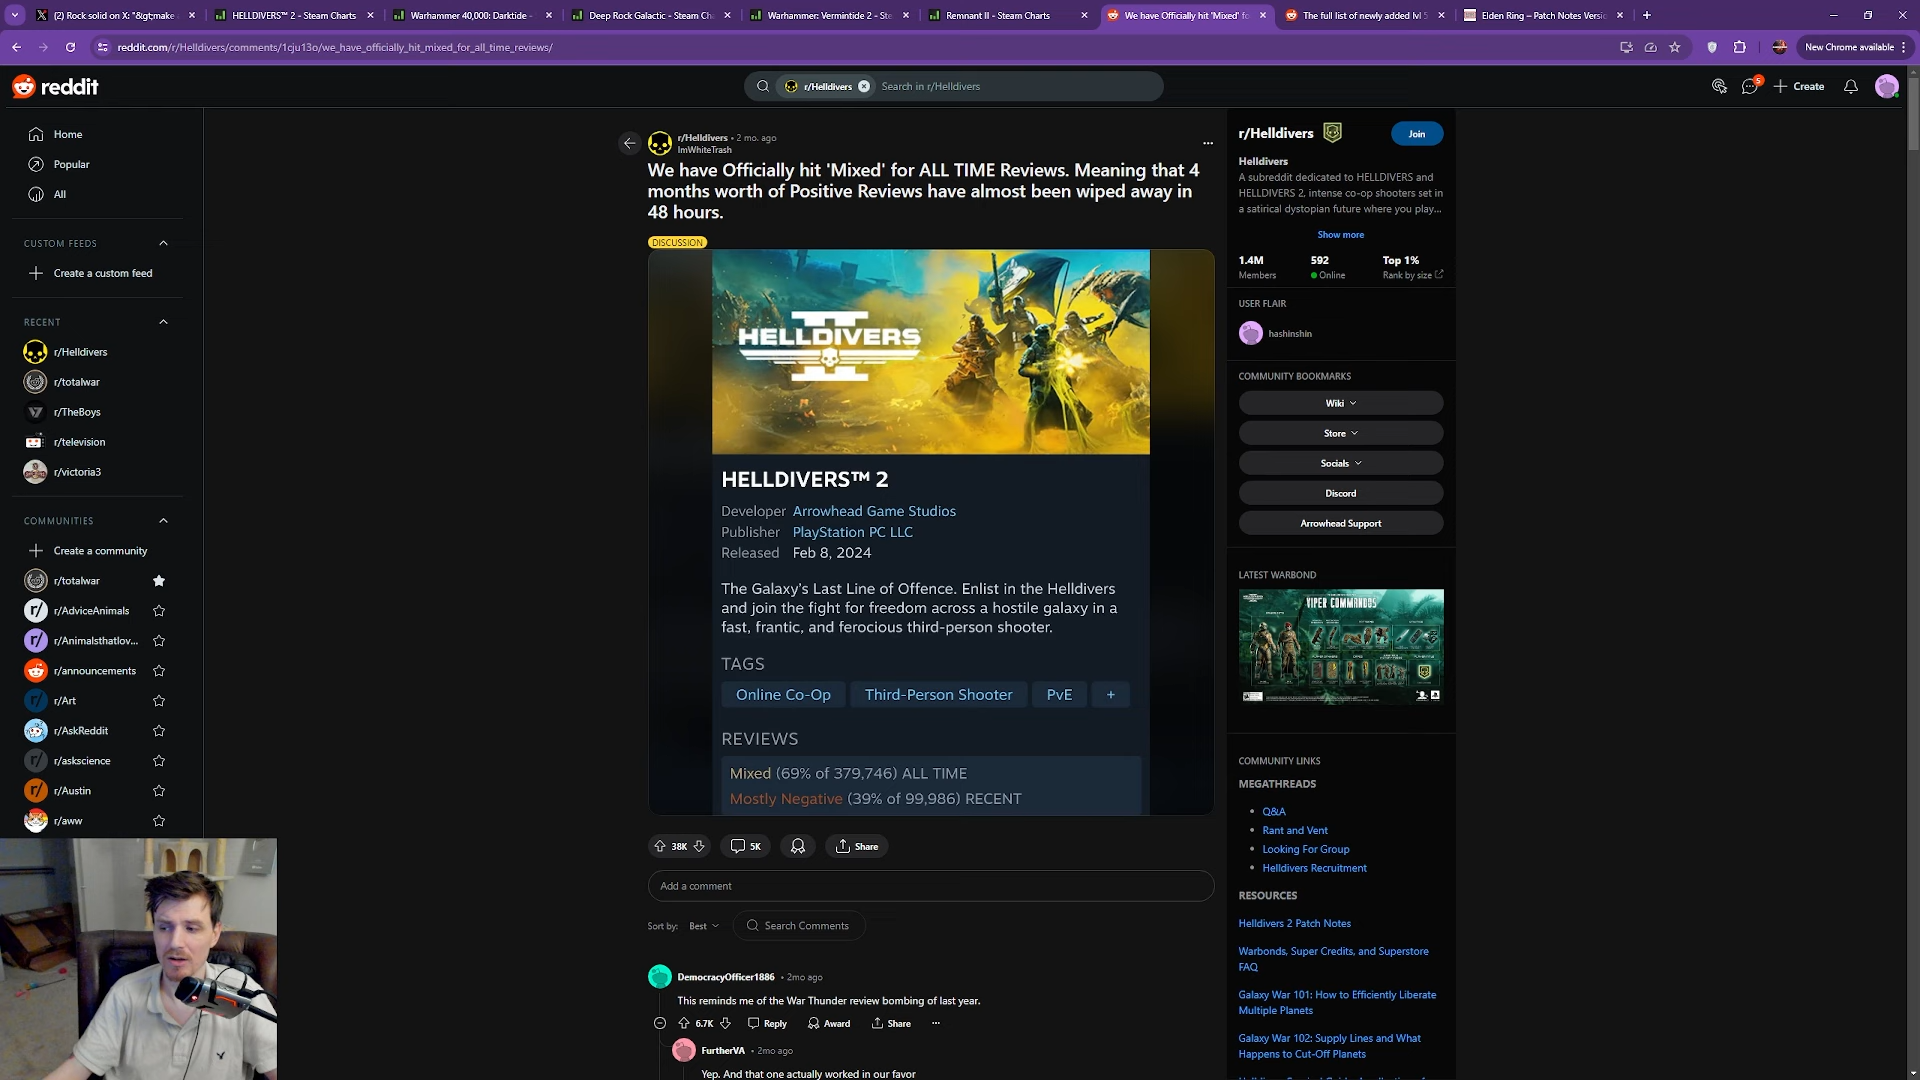 (2) Rock solid on X: "&gt;make
HELLDIVERS™ 2 - Steam Charts
Warhammer 40,000: Darktide -
Deep Rock Galactic - Steam Ch
Warhammer: Vermintide 2 - Ste
Remnant II - Steam Charts
We have Officially hit 'Mixed' fo
The full list of newly added lvl 5
Elden Ring – Patch Notes Versi
reddit.com/r/Helldivers/comments/1cju13o/we_have_officially_hit_mixed_for_all_time_reviews/
New Chrome available
reddit
r/Helldivers
Search in r/Helldivers
5
Create
Home
Popular
All
CUSTOM FEEDS
Create a custom feed
RECENT
r/Helldivers
r/totalwar
r/TheBoys
r/television
r/victoria3
COMMUNITIES
Create a community
r/totalwar
r/AdviceAnimals
r/Animalsthatlov...
r/announcements
r/Art
r/AskReddit
r/askscience
r/Austin
r/aww
r/Helldivers • 2 mo. ago
ImWhiteTrash
We have Officially hit 'Mixed' for ALL TIME Reviews. Meaning that 4
months worth of Positive Reviews have almost been wiped away in
48 hours.
DISCUSSION
HELLDIVERS
II
HELLDIVERS™ 2
Developer Arrowhead Game Studios
Publisher PlayStation PC LLC
Released Feb 8, 2024
The Galaxy's Last Line of Offence. Enlist in the Helldivers
and join the fight for freedom across a hostile galaxy in a
fast, frantic, and ferocious third-person shooter.
TAGS
Online Co-Op
Third-Person Shooter
PvE
+
REVIEWS
Mixed (69% of 379,746) ALL TIME
Mostly Negative (39% of 99,986) RECENT
38K
5K
Share
Add a comment
Sort by: Best
Search Comments
DemocracyOfficer1886 • 2mo ago
This reminds me of the War Thunder review bombing of last year.
6.7K
Reply
Award
Share
FurtherVA • 2mo ago
Yep. And that one actually worked in our favor
r/Helldivers
Join
Helldivers
A subreddit dedicated to HELLDIVERS and
HELLDIVERS 2, intense co-op shooters set in
a satirical dystopian future where you play...
Show more
1.4M
Members
592
Online
Top 1%
Rank by size
USER FLAIR
hashinshin
COMMUNITY BOOKMARKS
Wiki
Store
Socials
Discord
Arrowhead Support
LATEST WARBOND
VIPER COMMANDOS
COMMUNITY LINKS
MEGATHREADS
Q&A
Rant and Vent
Looking For Group
Helldivers Recruitment
RESOURCES
Helldivers 2 Patch Notes
Warbonds, Super Credits, and Superstore
FAQ
Galaxy War 101: How to Efficiently Liberate
Multiple Planets
Galaxy War 102: Supply Lines and What
Happens to Cut-Off Planets